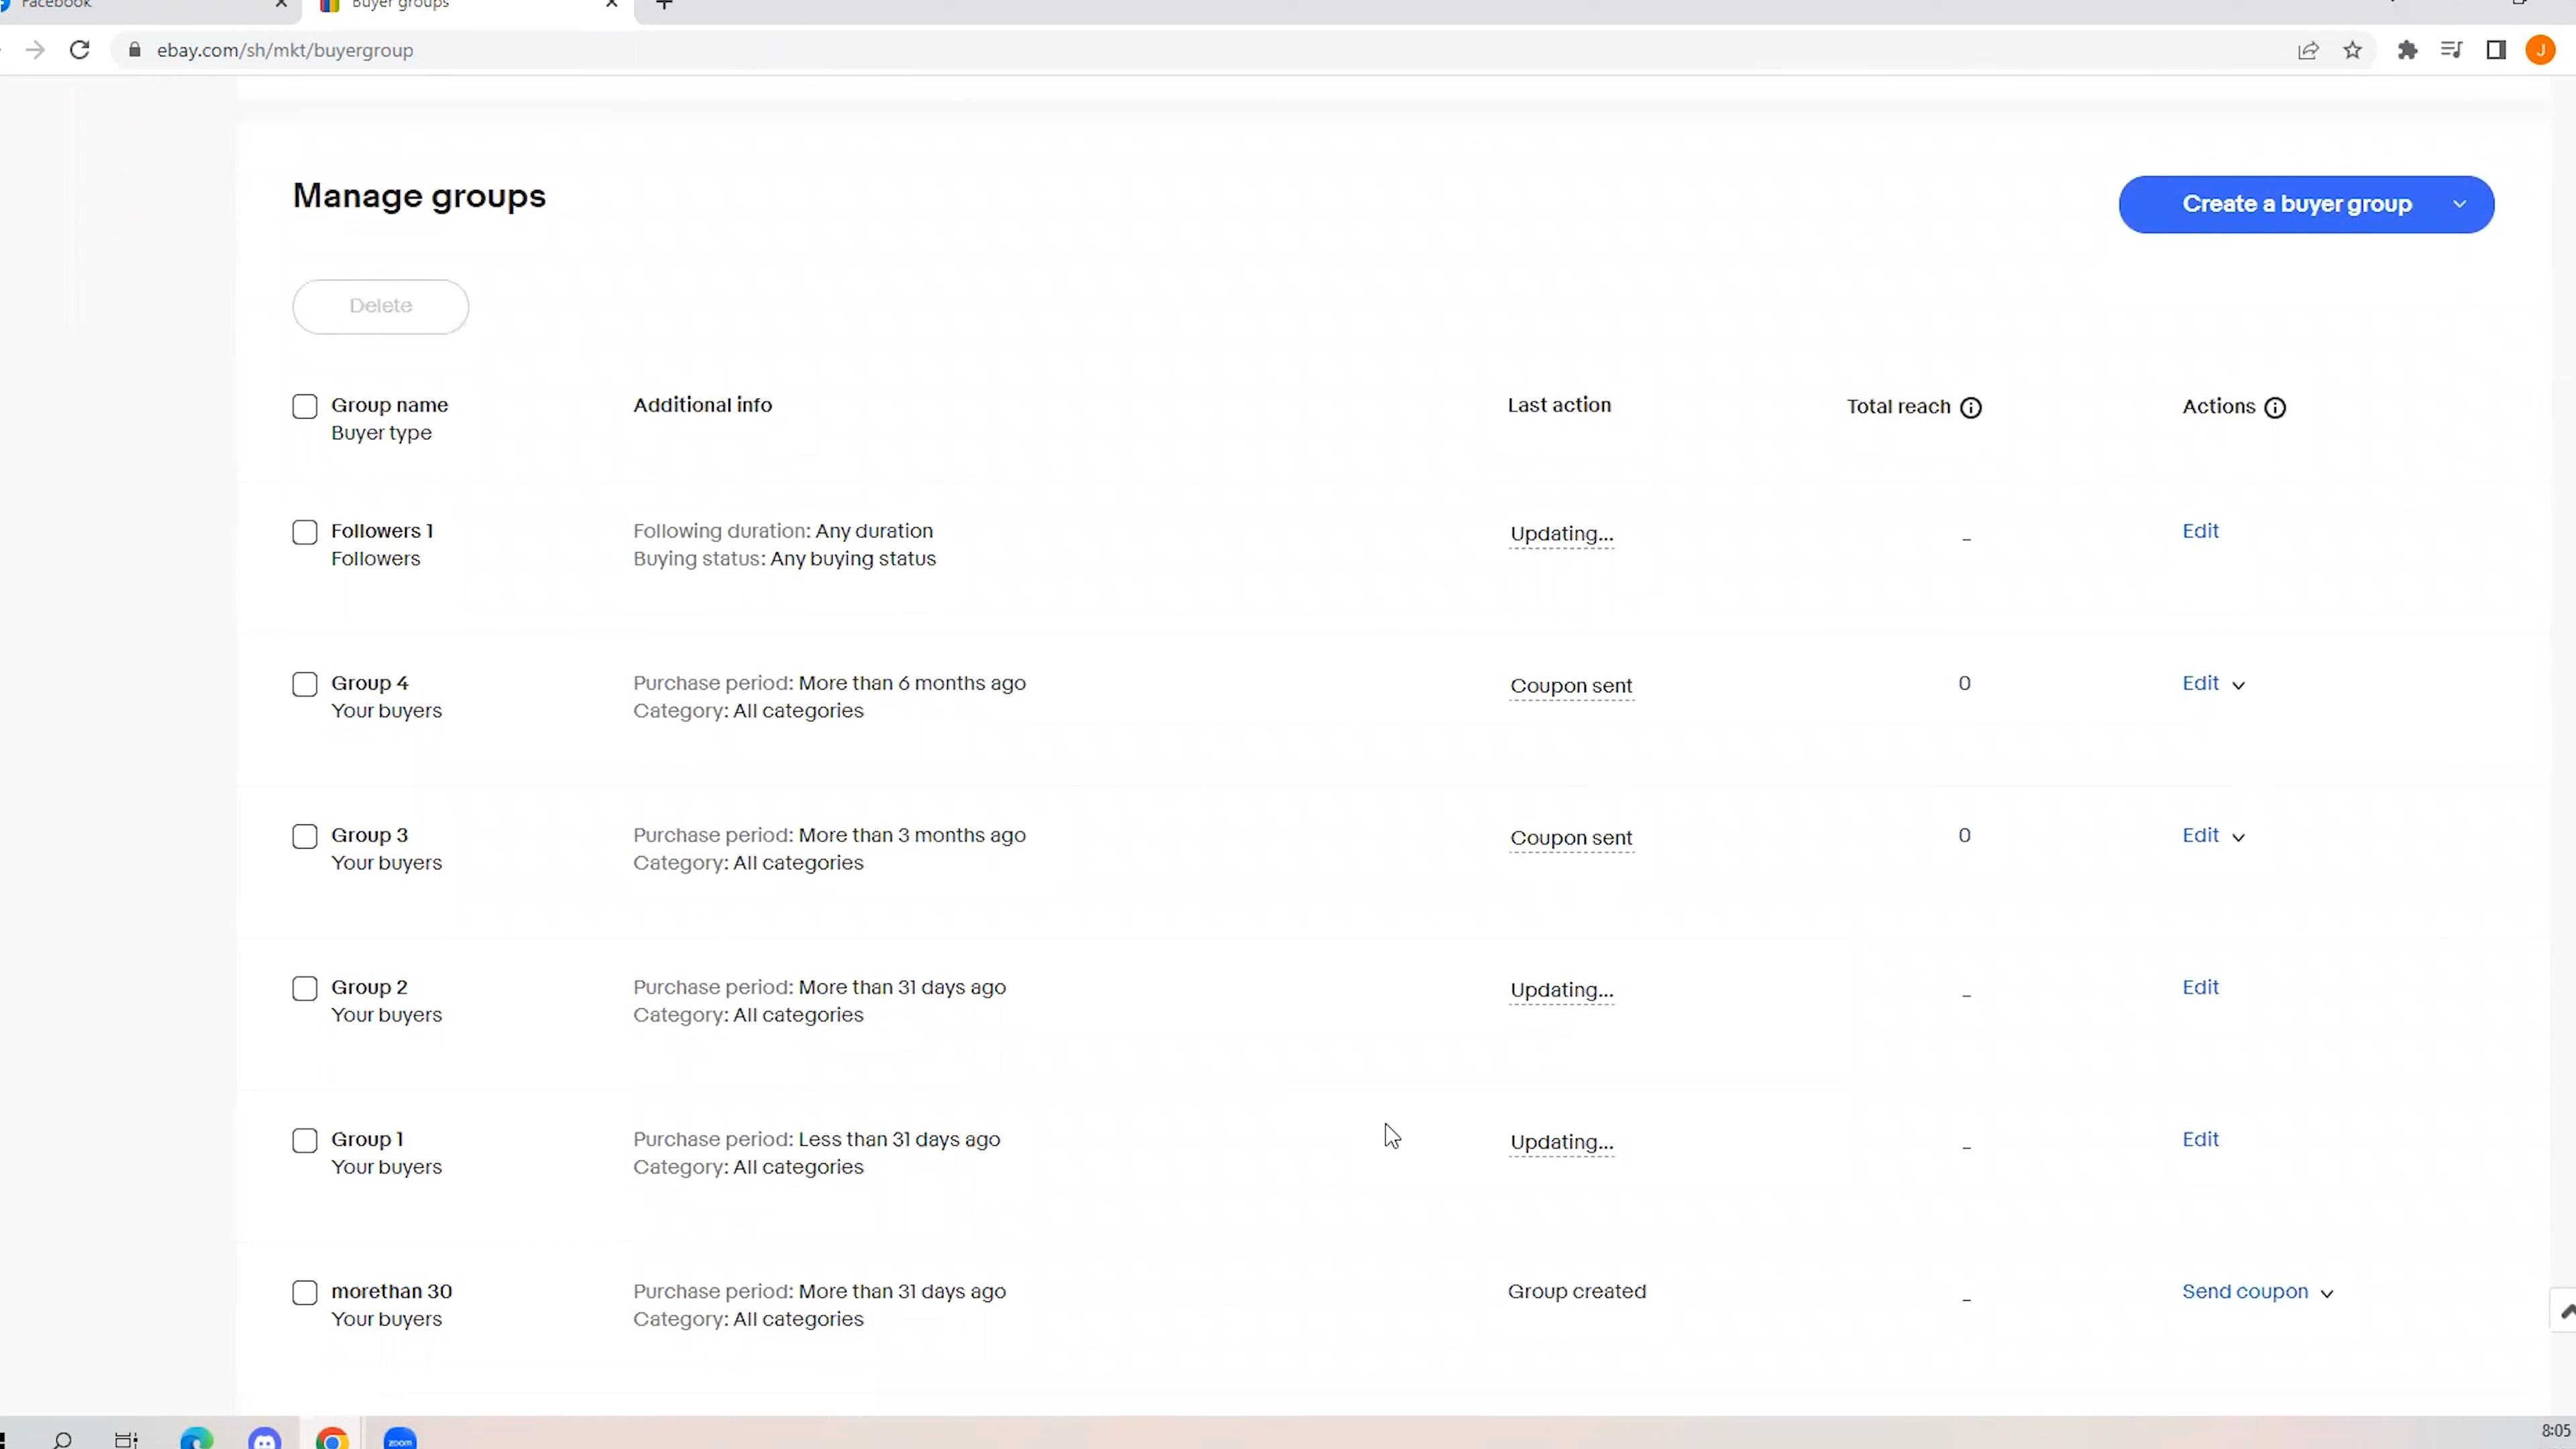 Facebook
Buyer groups
ebay.com/sh/mkt/buyergroup
J
Manage groups
Create a buyer group
Delete
Group name Additional info Last action Total reach Actions
Buyer type
Followers 1 Following duration: Any duration Updating... – Edit
Followers Buying status: Any buying status
Group 4 Purchase period: More than 6 months ago Coupon sent 0 Edit
Your buyers Category: All categories
Group 3 Purchase period: More than 3 months ago Coupon sent 0 Edit
Your buyers Category: All categories
Group 2 Purchase period: More than 31 days ago Updating... – Edit
Your buyers Category: All categories
Group 1 Purchase period: Less than 31 days ago Updating... – Edit
Your buyers Category: All categories
morethan 30 Purchase period: More than 31 days ago Group created – Send coupon
Your buyers Category: All categories
zoom
8:05